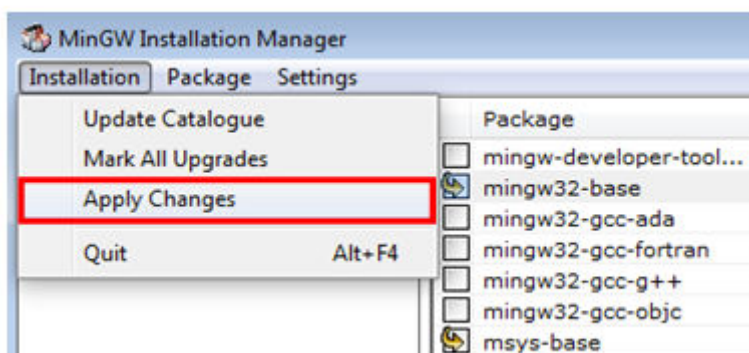 MinGW Installation Manager
Installation Package Settings
Update Catalogue
Mark All Upgrades
Apply Changes
Quit Alt+F4
Package
mingw-developer-tool...
mingw32-base
mingw32-gcc-ada
mingw32-gcc-fortran
mingw32-gcc-g++
mingw32-gcc-objc
msys-base